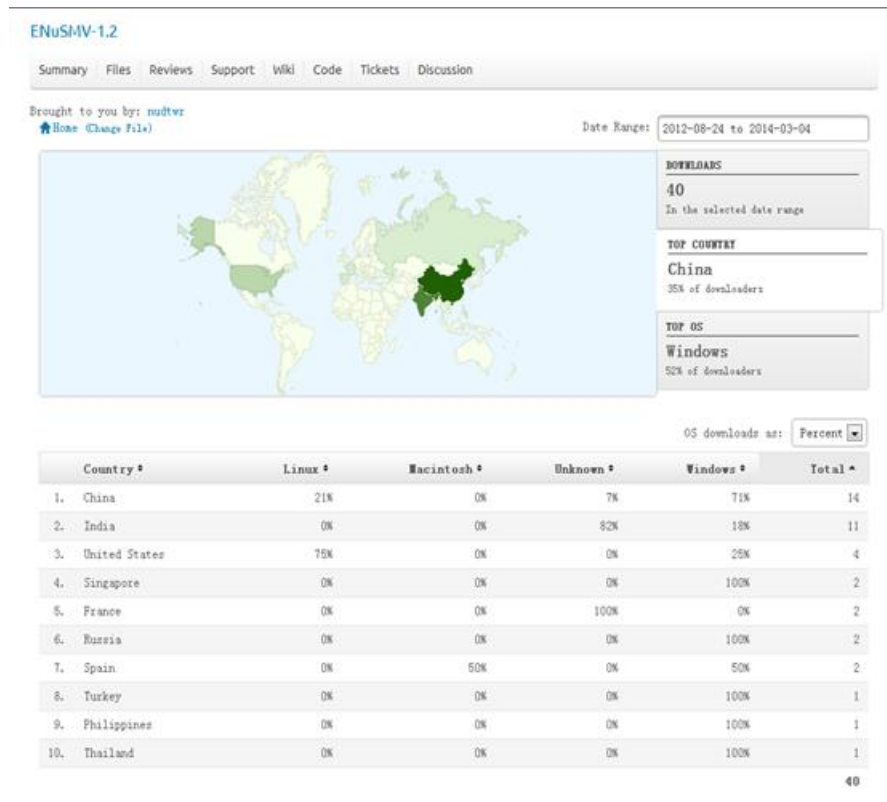 ENuSMV-1.2
Summary Files Reviews Support Wiki Code Tickets Discussion
Brought to you by: nudtwr
Home (Change File)
Date Range: 2012-08-24 to 2014-03-04
DOWNLOADS
40
In the selected date range
TOP COUNTRY
China
35% of downloaders
TOP OS
Windows
52% of downloaders
OS downloads as: Percent
Country Linux Macintosh Unknown Windows Total
1. China 21% 0% 7% 71% 14
2. India 0% 0% 82% 18% 11
3. United States 75% 0% 0% 25% 4
4. Singapore 0% 0% 0% 100% 2
5. France 0% 0% 100% 0% 2
6. Russia 0% 0% 0% 100% 2
7. Spain 0% 50% 0% 50% 2
8. Turkey 0% 0% 0% 100% 1
9. Philippines 0% 0% 0% 100% 1
10. Thailand 0% 0% 0% 100% 1
40